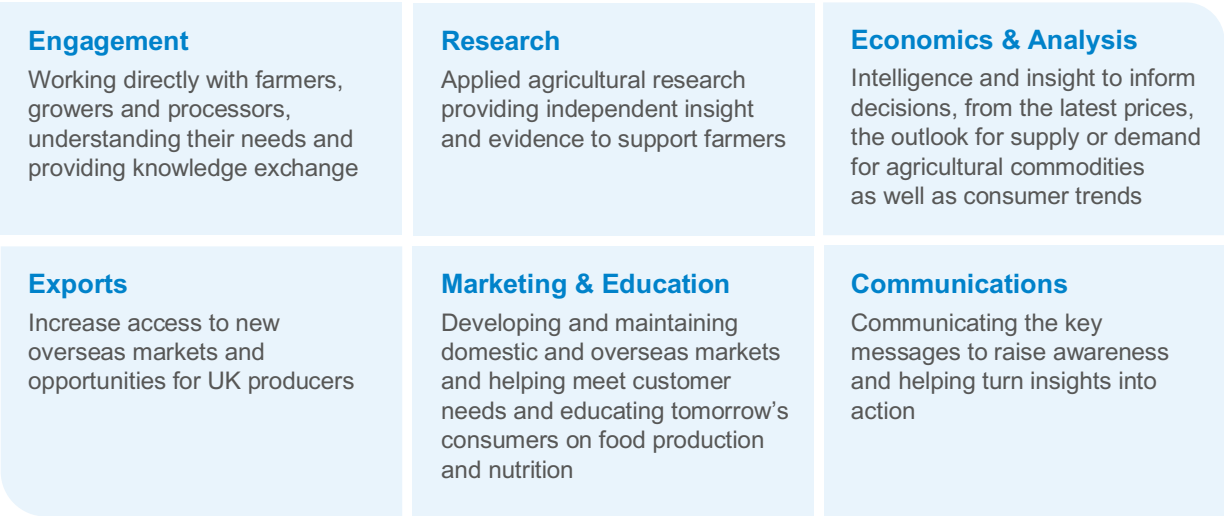 Engagement
Working directly with farmers,
growers and processors,
understanding their needs and
providing knowledge exchange
Research
Applied agricultural research
providing independent insight
and evidence to support farmers
Economics & Analysis
Intelligence and insight to inform
decisions, from the latest prices,
the outlook for supply or demand
for agricultural commodities
as well as consumer trends
Exports
Increase access to new
overseas markets and
opportunities for UK producers
Marketing & Education
Developing and maintaining
domestic and overseas markets
and helping meet customer
needs and educating tomorrow’s
consumers on food production
and nutrition
Communications
Communicating the key
messages to raise awareness
and helping turn insights into
action